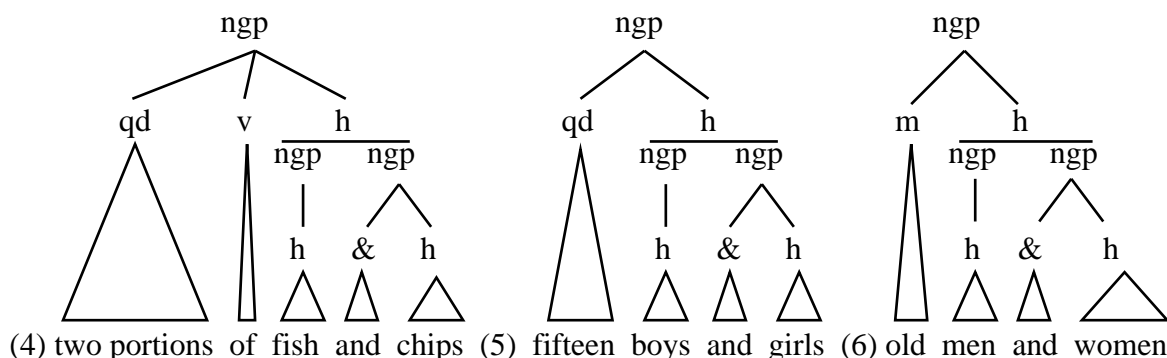 ngp ngp ngp
qd v h qd h m h
ngp ngp ngp ngp ngp ngp
h & h h & h h & h
(4) two portions of fish and chips (5) fifteen boys and girls (6) old men and women